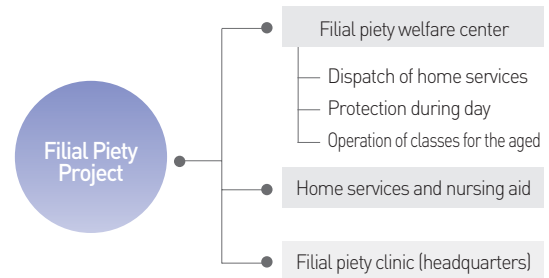 Filial Piety
Project
Filial piety welfare center
Dispatch of home services
Protection during day
Operation of classes for the aged
Home services and nursing aid
Filial piety clinic (headquarters)